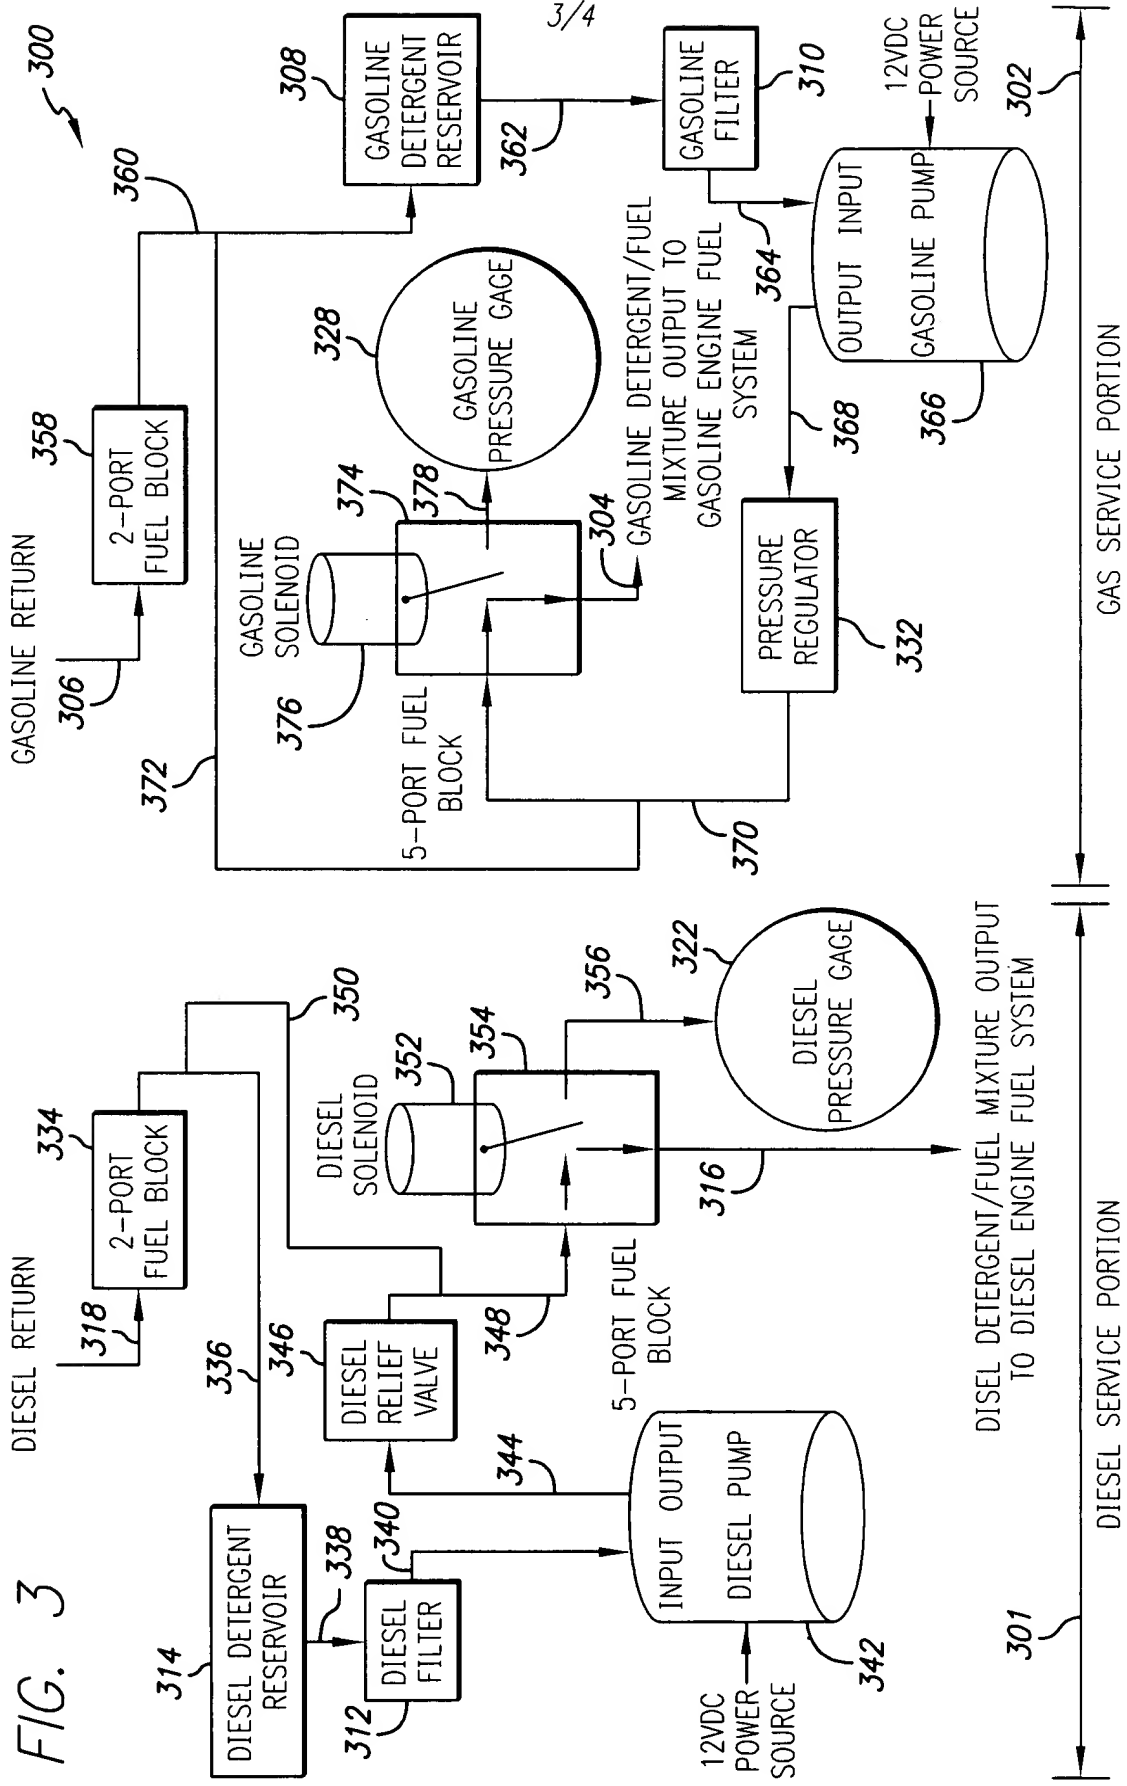 3/4
FIG. 3
300
DIESEL RETURN
318
334
2-PORT
FUEL BLOCK
336
350
314
DIESEL DETERGENT
RESERVOIR
338
312
DIESEL
FILTER
340
346
DIESEL
RELIEF
VALVE
344
348
DIESEL
SOLENOID
352
354
356
5-PORT FUEL
BLOCK
316
322
DIESEL
PRESSURE GAGE
INPUT OUTPUT
DIESEL PUMP
342
12VDC
POWER
SOURCE
DISEL DETERGENT/FUEL MIXTURE OUTPUT
TO DIESEL ENGINE FUEL SYSTEM
301
DIESEL SERVICE PORTION
GASOLINE RETURN
306
358
2-PORT
FUEL BLOCK
360
372
308
GASOLINE
DETERGENT
RESERVOIR
362
GASOLINE
FILTER
310
364
GASOLINE
SOLENOID
376
374
378
328
GASOLINE
PRESSURE GAGE
5-PORT FUEL
BLOCK
304
GASOLINE DETERGENT/FUEL
MIXTURE OUTPUT TO
GASOLINE ENGINE FUEL
SYSTEM
370
PRESSURE
REGULATOR
332
368
OUTPUT INPUT
GASOLINE PUMP
366
12VDC
POWER
SOURCE
302
GAS SERVICE PORTION